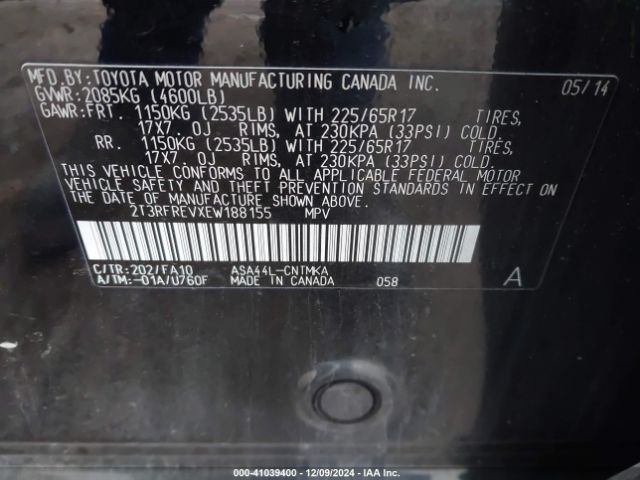 MFD.BY:TOYOTA MOTOR MANUFACTURING CANADA INC. 05/14
GVWR:2085KG (4600LB)
GAWR:FRT. 1150KG (2535LB) WITH 225/65R17 TIRES,
17X7. OJ RIMS, AT 230KPA (33PSI) COLD.
RR. 1150KG (2535LB) WITH 225/65R17 TIRES,
17X7. OJ RIMS, AT 230KPA (33PSI) COLD.
THIS VEHICLE CONFORMS TO ALL APPLICABLE FEDERAL MOTOR
VEHICLE SAFETY AND THEFT PREVENTION STANDARDS IN EFFECT ON
THE DATE OF MANUFACTURE SHOWN ABOVE.
2T3RFREVXEW188155 MPV
C/TR:202/FA10 ASA44L-CNTMKA
A/TM:-01A/U760F MADE IN CANADA 058 A
000-41039400 - 12/09/2024 - IAA Inc.